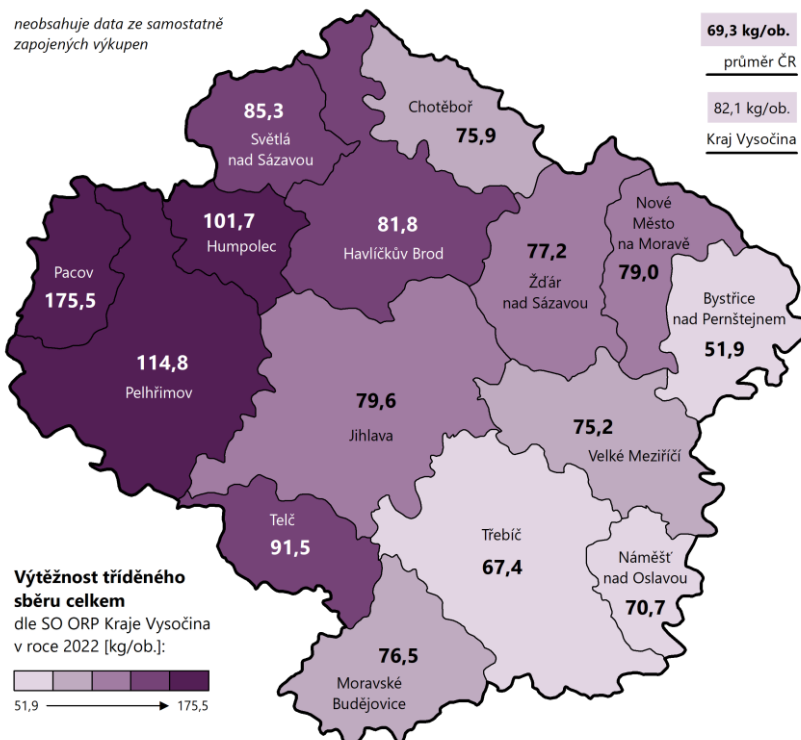 neobsahuje data ze samostatně
zapojených výkupen
69,3 kg/ob.
průměr ČR
82,1 kg/ob.
Kraj Vysočina
85,3
Světlá
nad Sázavou
Chotěboř
75,9
101,7
Humpolec
81,8
Havlíčkův Brod
77,2
Žďár
nad Sázavou
Nové
Město
na Moravě
79,0
Pacov
175,5
Bystřice
nad Pernštejnem
51,9
114,8
Pelhřimov
79,6
Jihlava
75,2
Velké Meziříčí
Telč
91,5
Třebíč
67,4
Náměšť
nad Oslavou
70,7
76,5
Moravské
Budějovice
Výtěžnost tříděného
sběru celkem
dle SO ORP Kraje Vysočina
v roce 2022 [kg/ob.]:
51,9 175,5